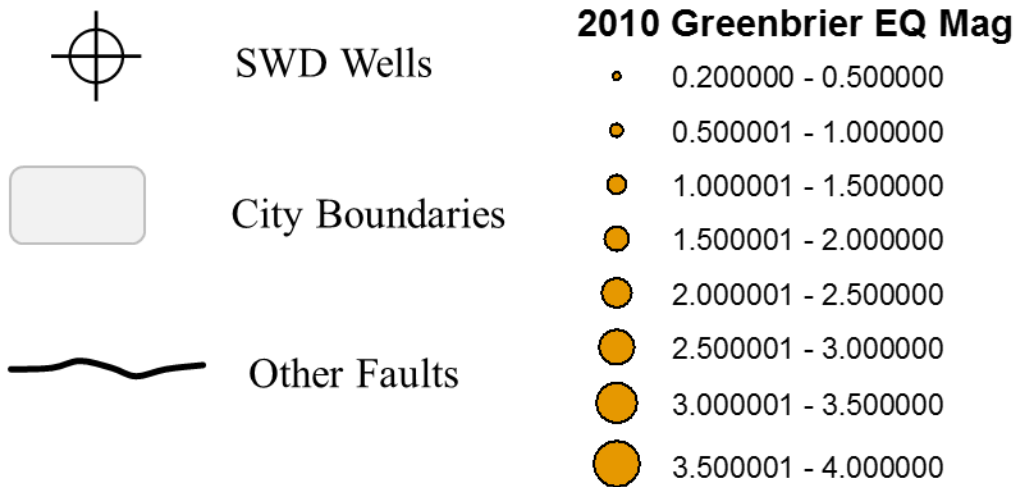 SWD Wells
City Boundaries
Other Faults
2010 Greenbrier EQ Mag
0.200000 - 0.500000
0.500001 - 1.000000
1.000001 - 1.500000
1.500001 - 2.000000
2.000001 - 2.500000
2.500001 - 3.000000
3.000001 - 3.500000
3.500001 - 4.000000